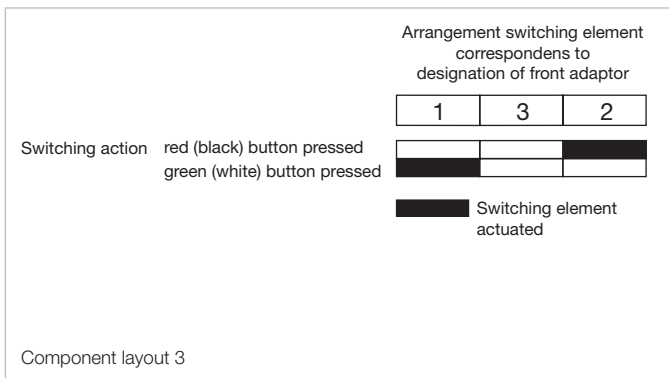 Arrangement switching element
correspondens to
designation of front adaptor
1 3 2
Switching action red (black) button pressed
green (white) button pressed
Switching element
actuated
Component layout 3